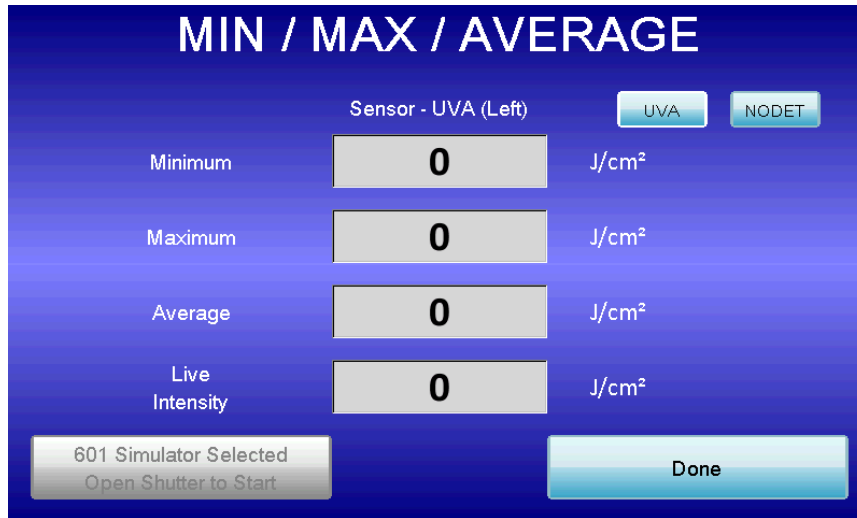 MIN / MAX / AVERAGE
Sensor - UVA (Left)
UVA
NODET
Minimum
0
J/cm²
Maximum
0
J/cm²
Average
0
J/cm²
Live
Intensity
0
J/cm²
601 Simulator Selected
Open Shutter to Start
Done